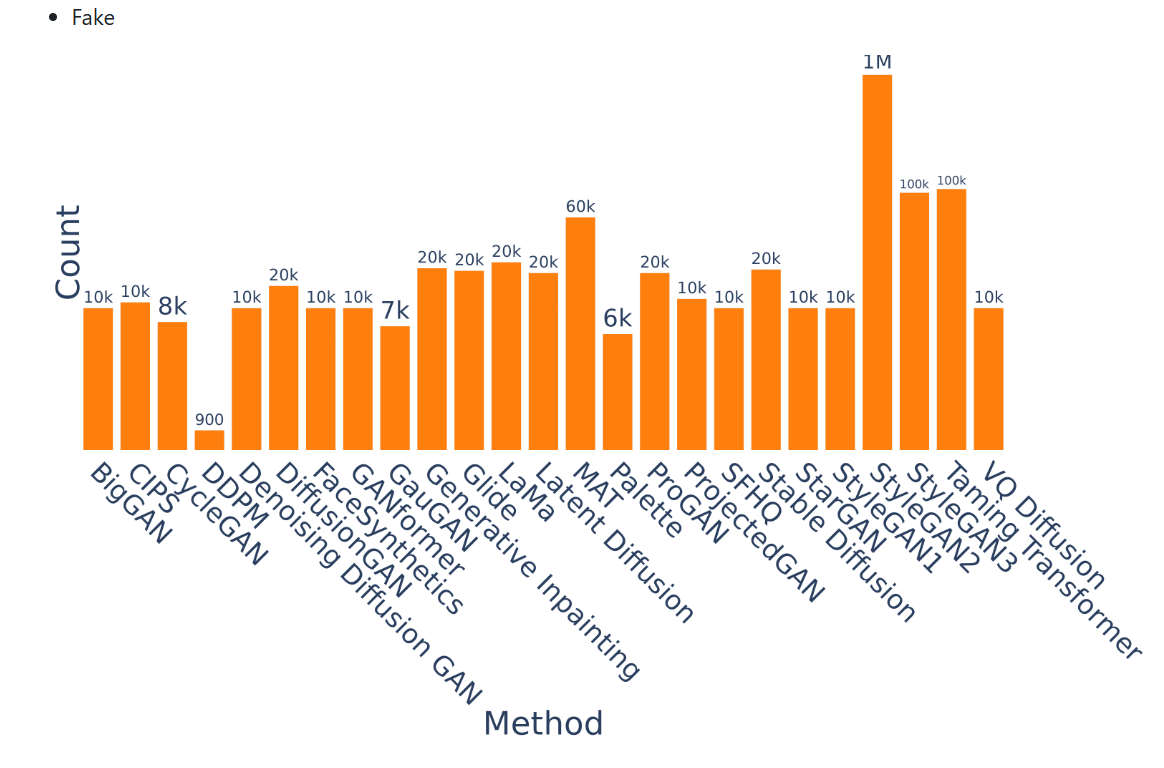 Fake
Count
10k
10k
8k
900
10k
20k
10k
10k
7k
20k
20k
20k
20k
60k
6k
20k
10k
10k
20k
10k
10k
1M
100k
100k
10k
BigGAN
CIPS
CycleGAN
DDPM
Denoising Diffusion GAN
DiffusionGAN
FaceSynthetics
GANformer
GauGAN
Generative Inpainting
Glide
LaMa
Latent Diffusion
MAT
Palette
ProGAN
ProjectedGAN
SFHQ
Stable Diffusion
StarGAN
StyleGAN1
StyleGAN2
StyleGAN3
Taming Transformer
VQ Diffusion
Method